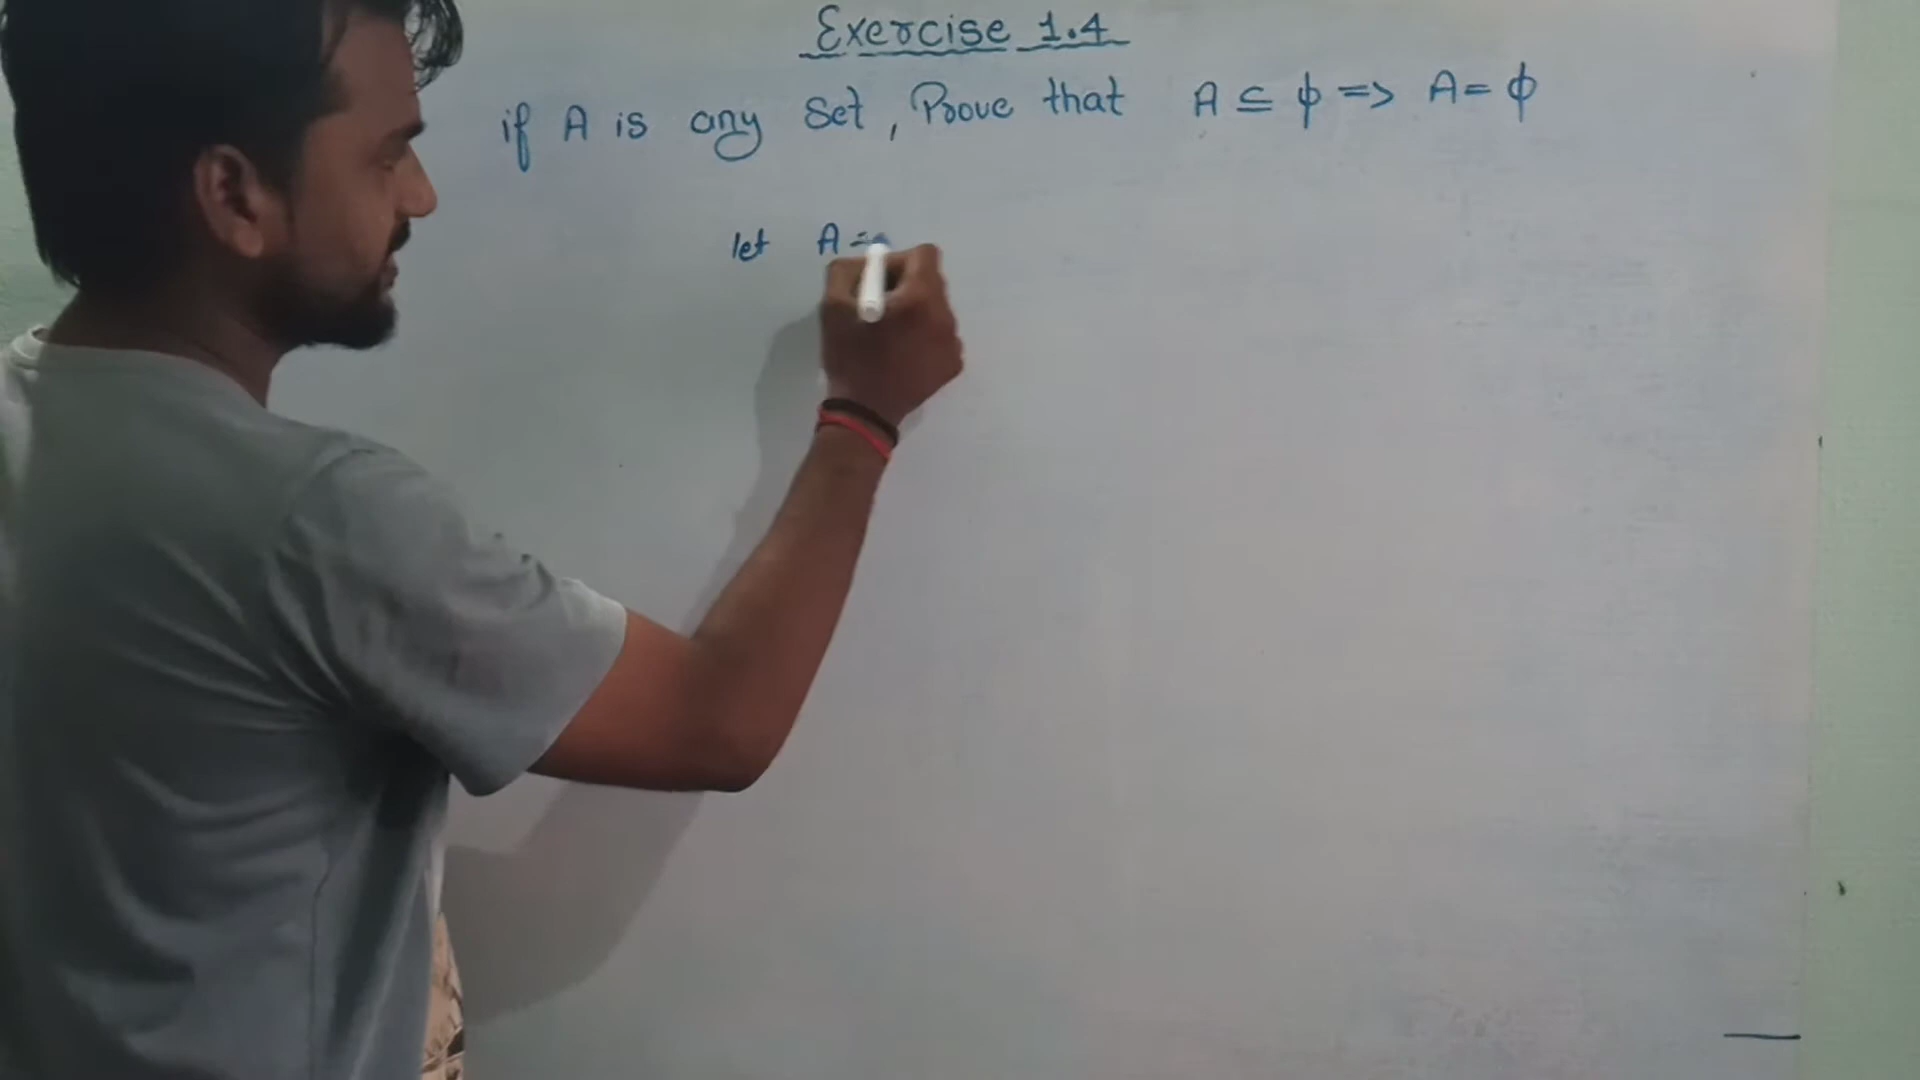 Exercise 1.4
if A is any set, Prove that A ⊆ ϕ => A = ϕ
let A =